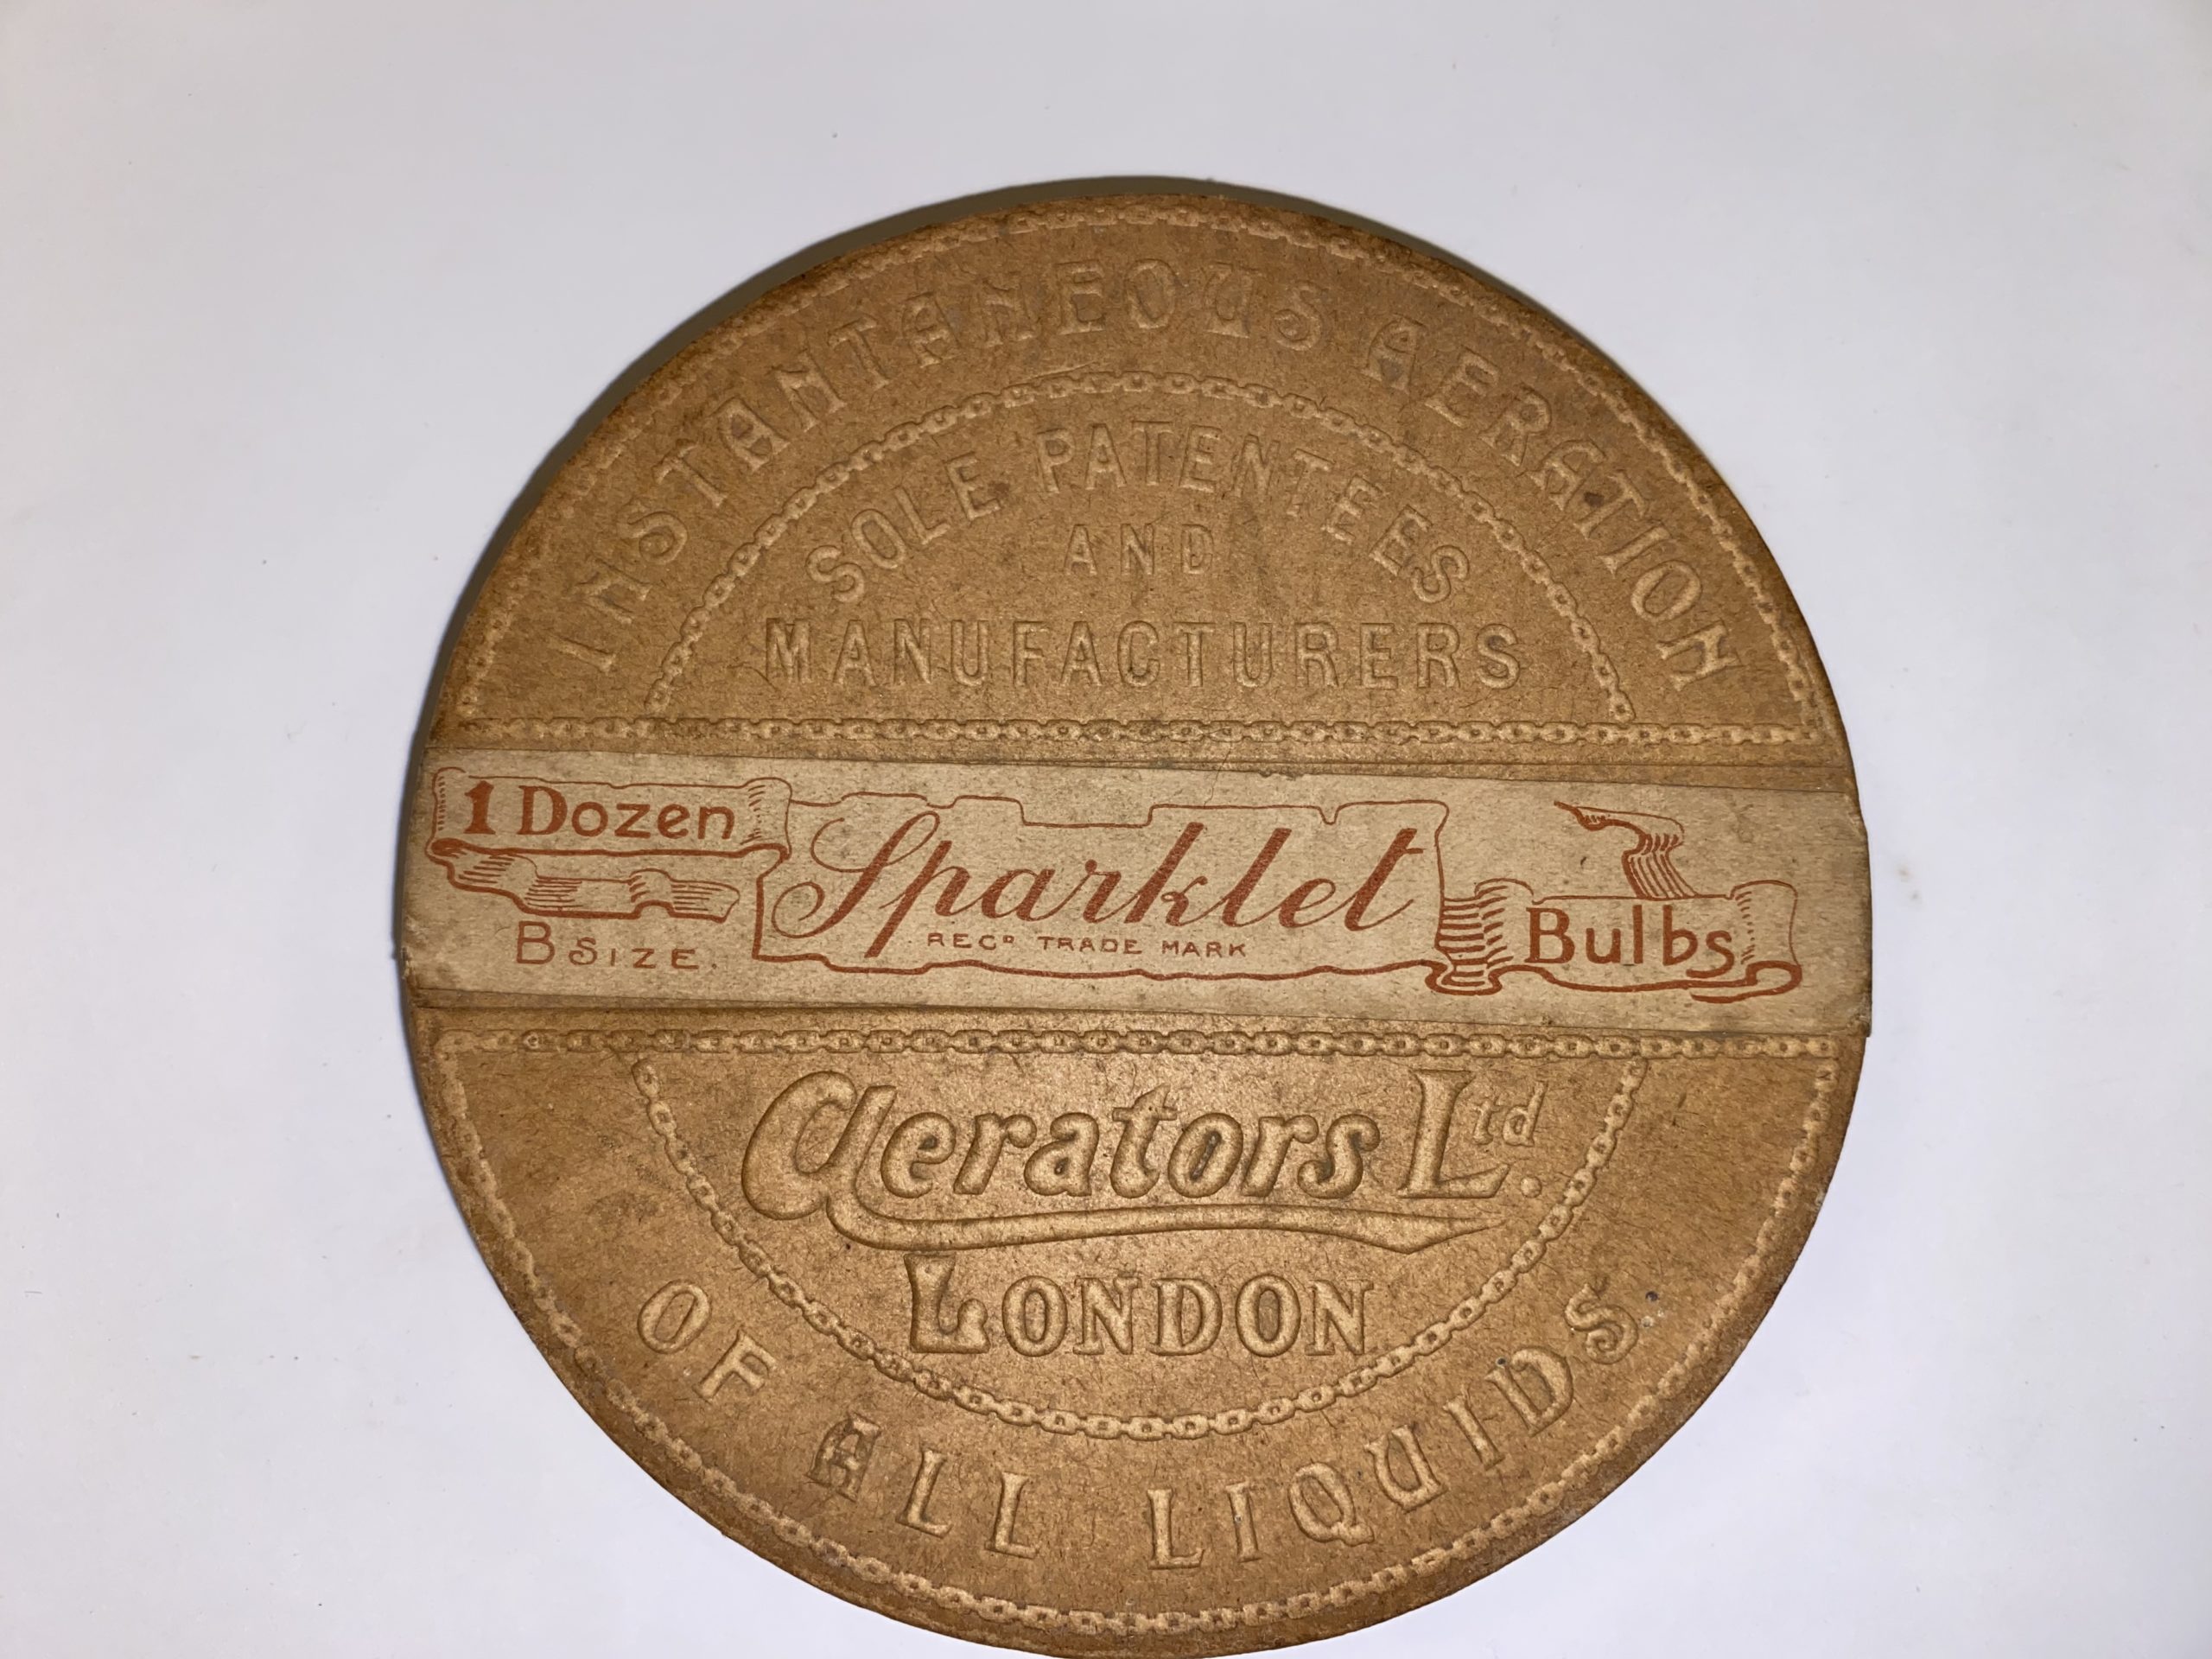 INSTANTANEOUS AERATION
SOLE PATENTEES
AND
MANUFACTURERS
1 Dozen
Sparklet
Bulbs
B SIZE.
REGD TRADE MARK
Aerators Ltd.
LONDON
OF ALL LIQUIDS